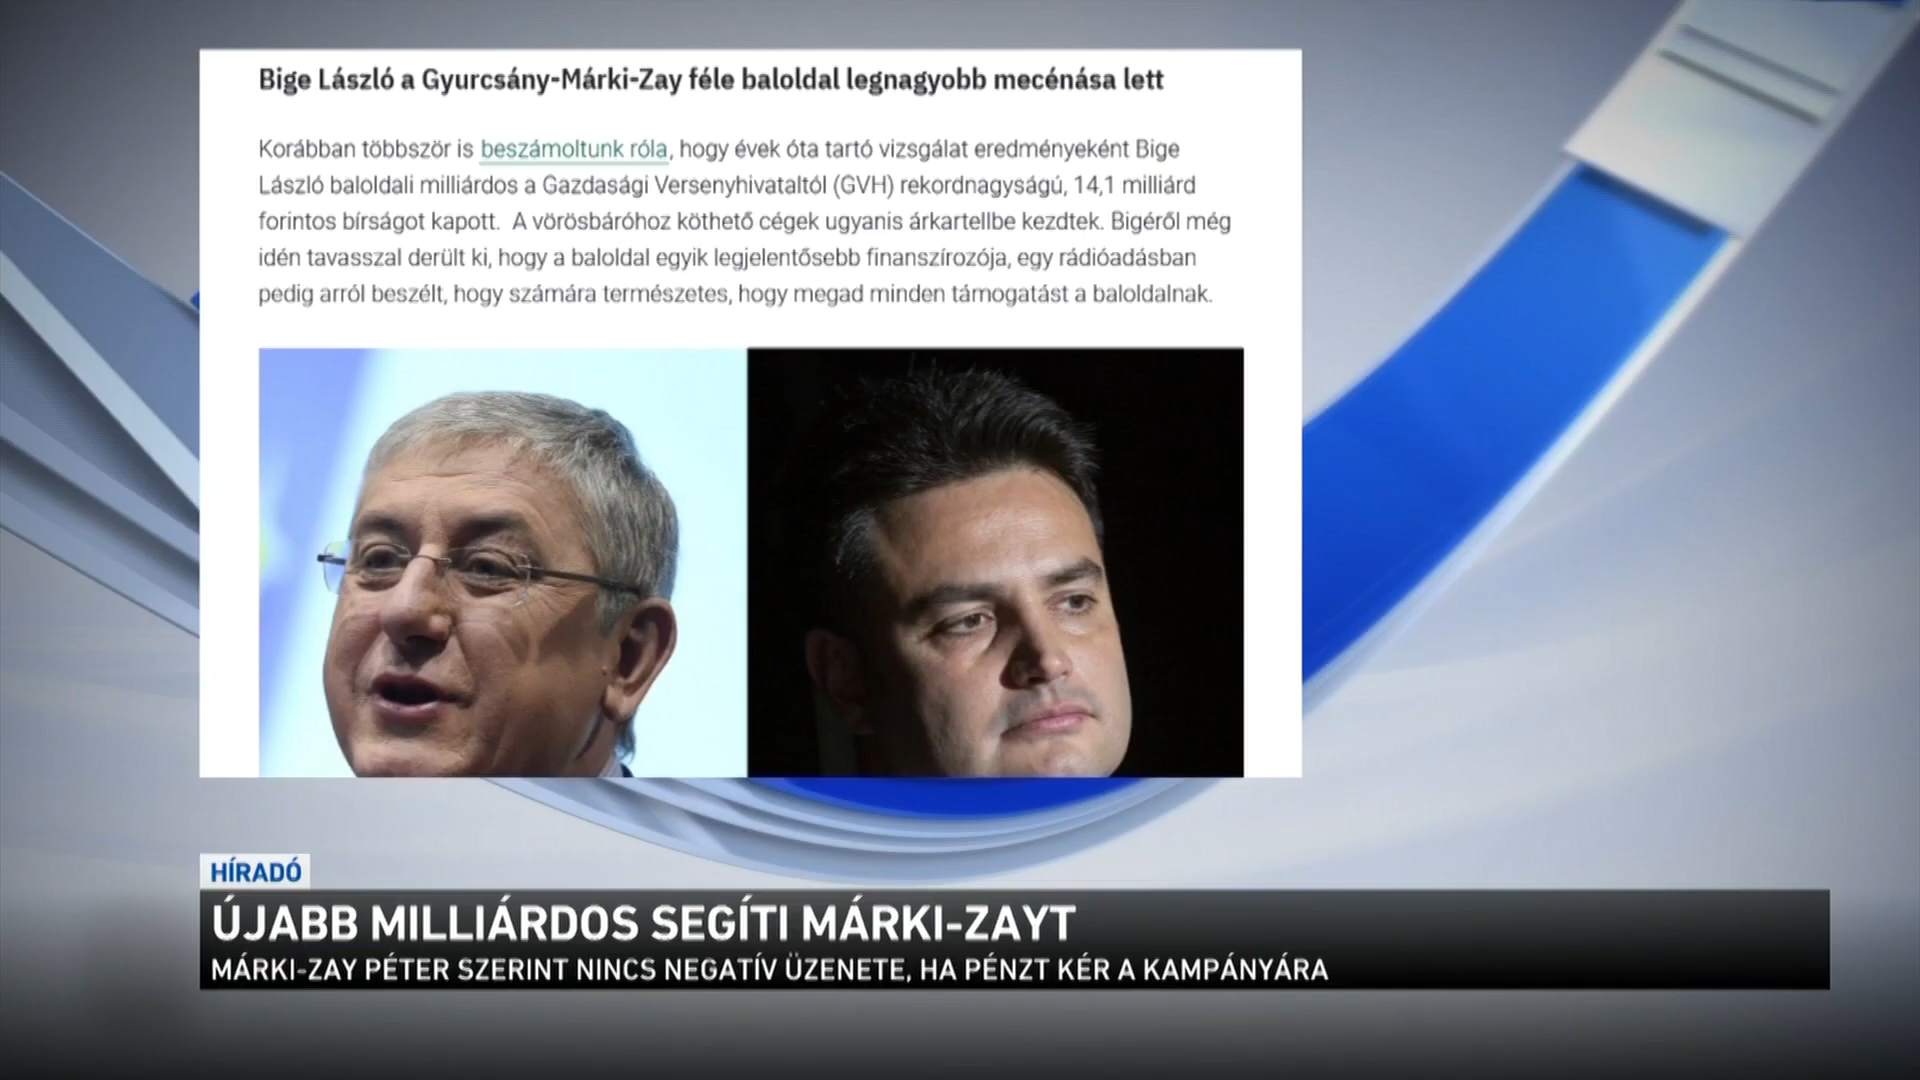 Bige László a Gyurcsány-Márki-Zay féle baloldal legnagyobb mecénása lett
Korábban többször is beszámoltunk róla, hogy évek óta tartó vizsgálat eredményeként Bige
László baloldali milliárdos a Gazdasági Versenyhivataltól (GVH) rekordnagyságú, 14,1 milliárd
forintos bírságot kapott. A vörösbáróhoz köthető cégek ugyanis árkartellbe kezdtek. Bigéről még
idén tavasszal derült ki, hogy a baloldal egyik legjelentősebb finanszírozója, egy rádióadásban
pedig arról beszélt, hogy számára természetes, hogy megad minden támogatást a baloldalnak.
HÍRADÓ
ÚJABB MILLIÁRDOS SEGÍTI MÁRKI-ZAYT
MÁRKI-ZAY PÉTER SZERINT NINCS NEGATÍV ÜZENETE, HA PÉNZT KÉR A KAMPÁNYÁRA